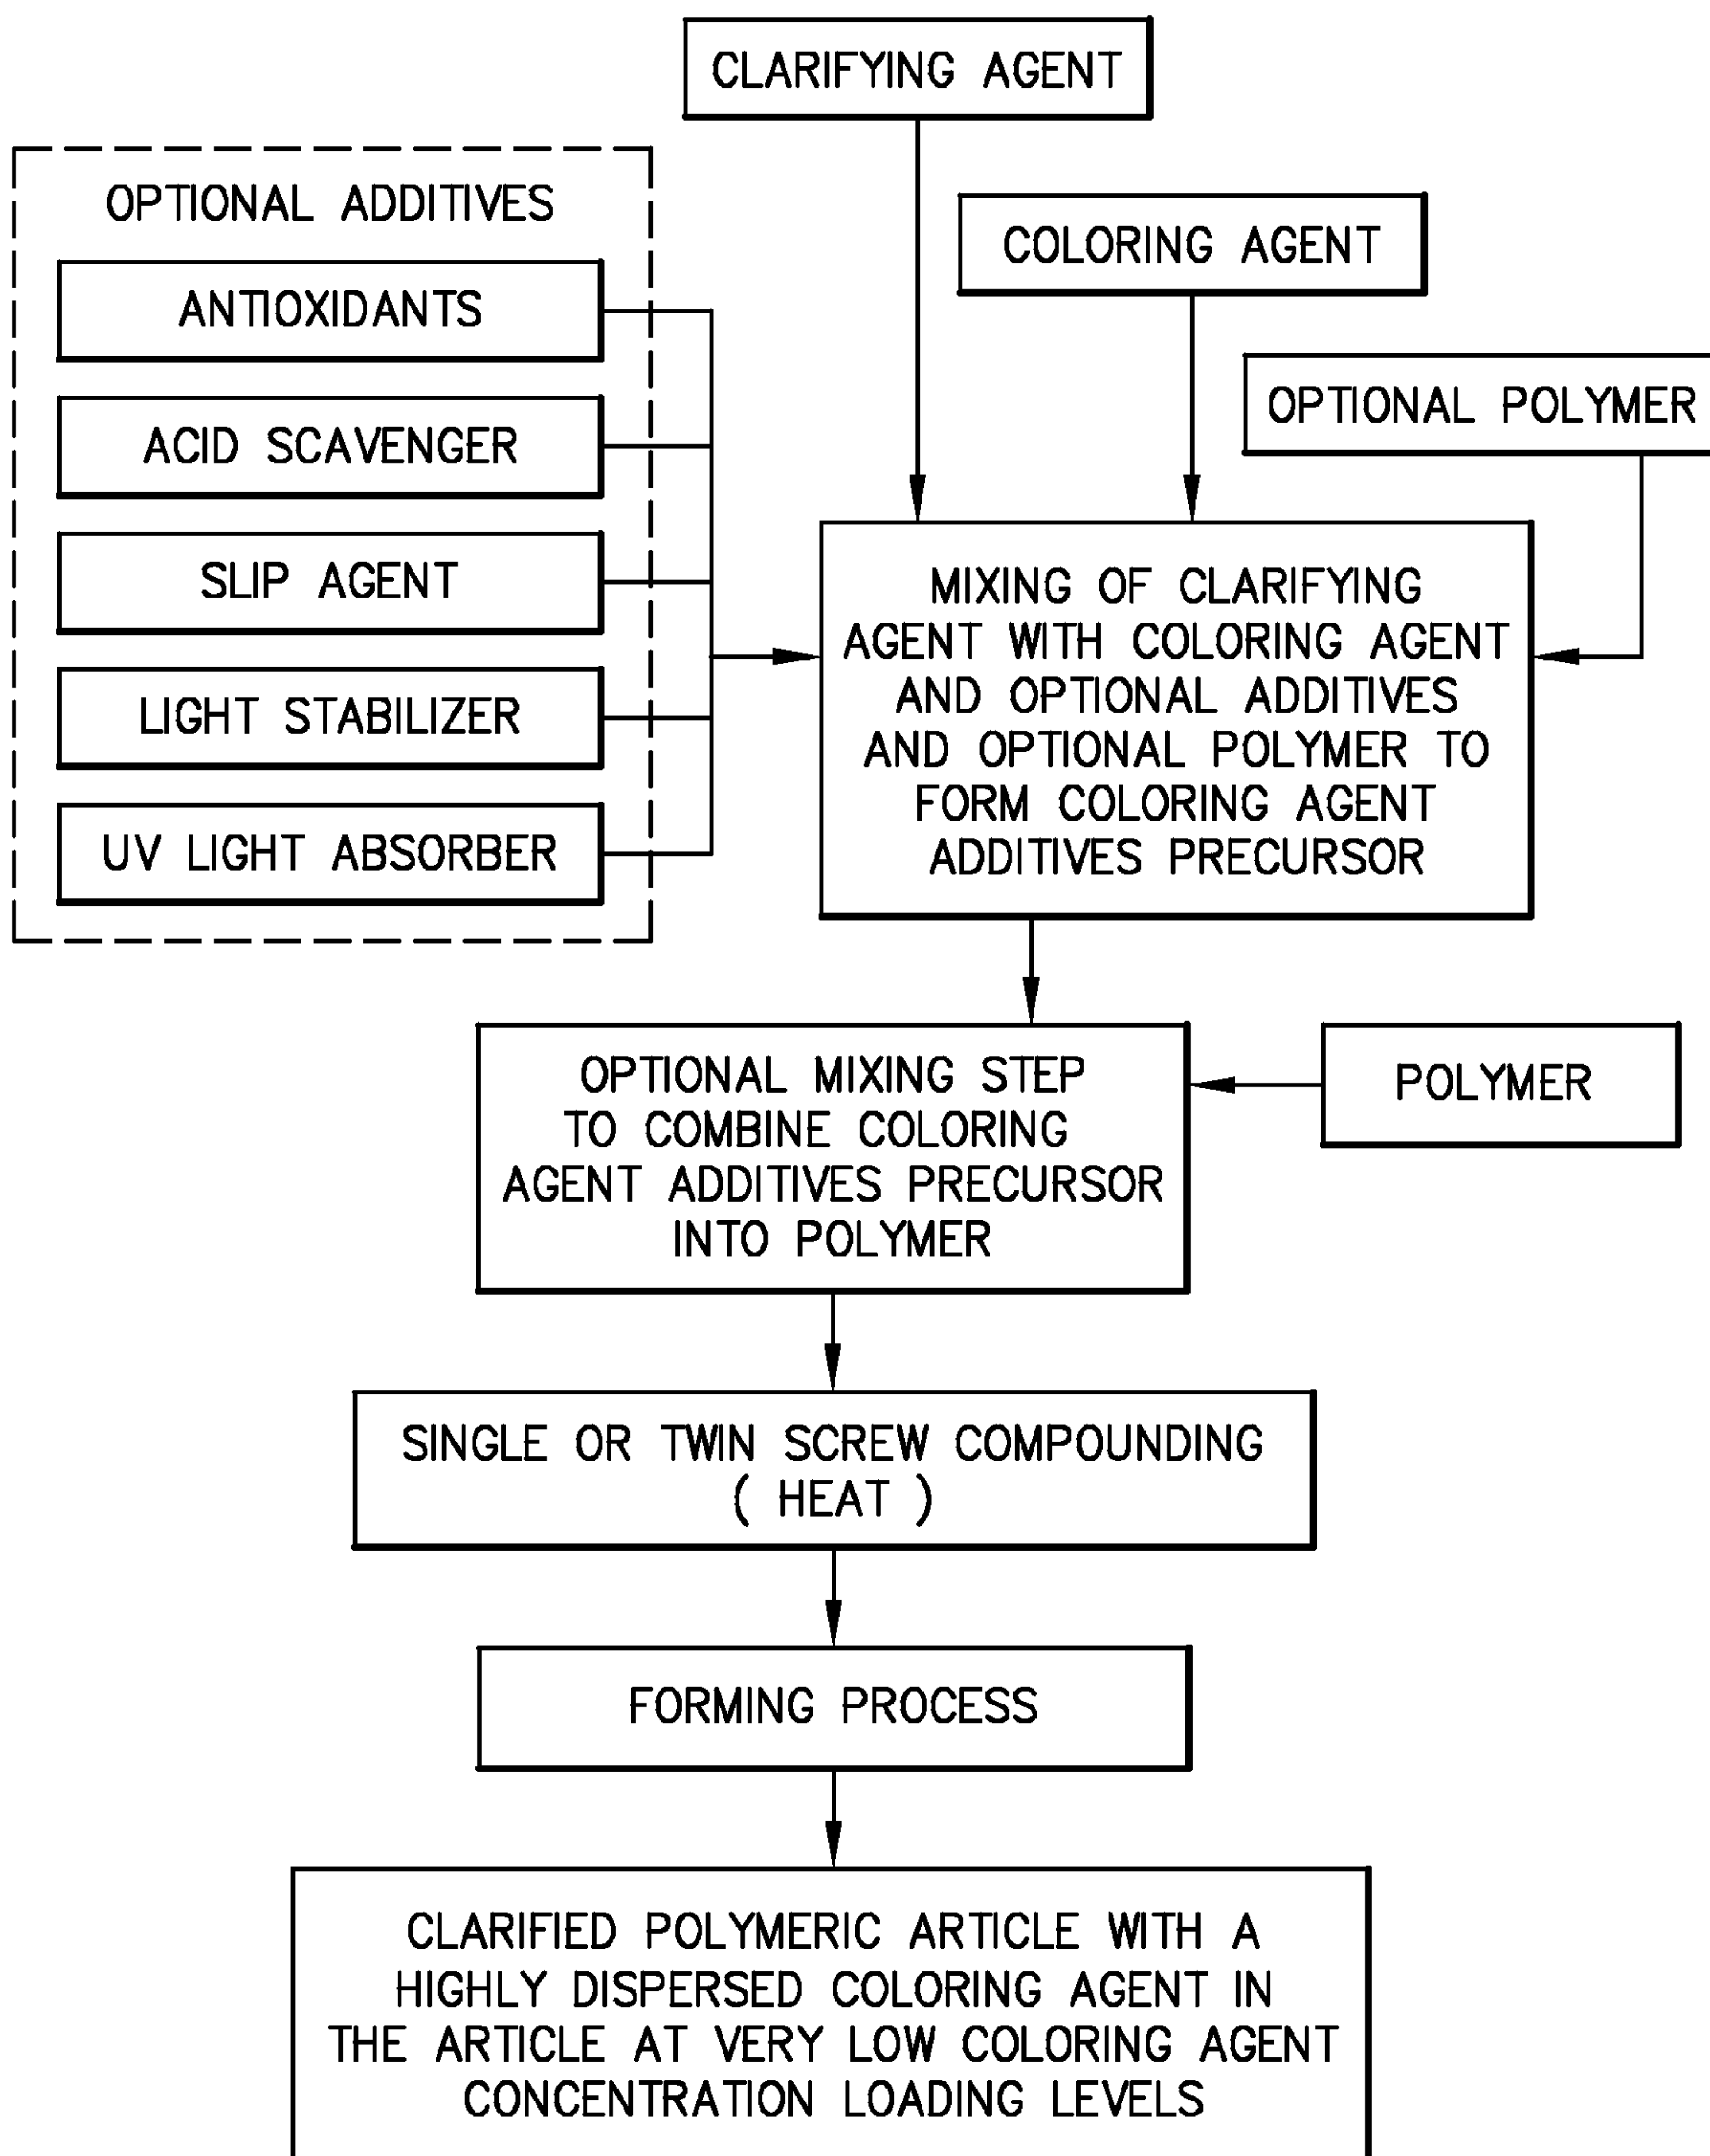 CLARIFYING AGENT
OPTIONAL ADDITIVES
COLORING AGENT
ANTIOXIDANTS
OPTIONAL POLYMER
ACID SCAVENGER
SLIP AGENT
LIGHT STABILIZER
UV LIGHT ABSORBER
MIXING OF CLARIFYING
AGENT WITH COLORING AGENT
AND OPTIONAL ADDITIVES
AND OPTIONAL POLYMER TO
FORM COLORING AGENT
ADDITIVES PRECURSOR
OPTIONAL MIXING STEP
TO COMBINE COLORING
AGENT ADDITIVES PRECURSOR
INTO POLYMER
POLYMER
SINGLE OR TWIN SCREW COMPOUNDING
( HEAT )
FORMING PROCESS
CLARIFIED POLYMERIC ARTICLE WITH A
HIGHLY DISPERSED COLORING AGENT IN
THE ARTICLE AT VERY LOW COLORING AGENT
CONCENTRATION LOADING LEVELS